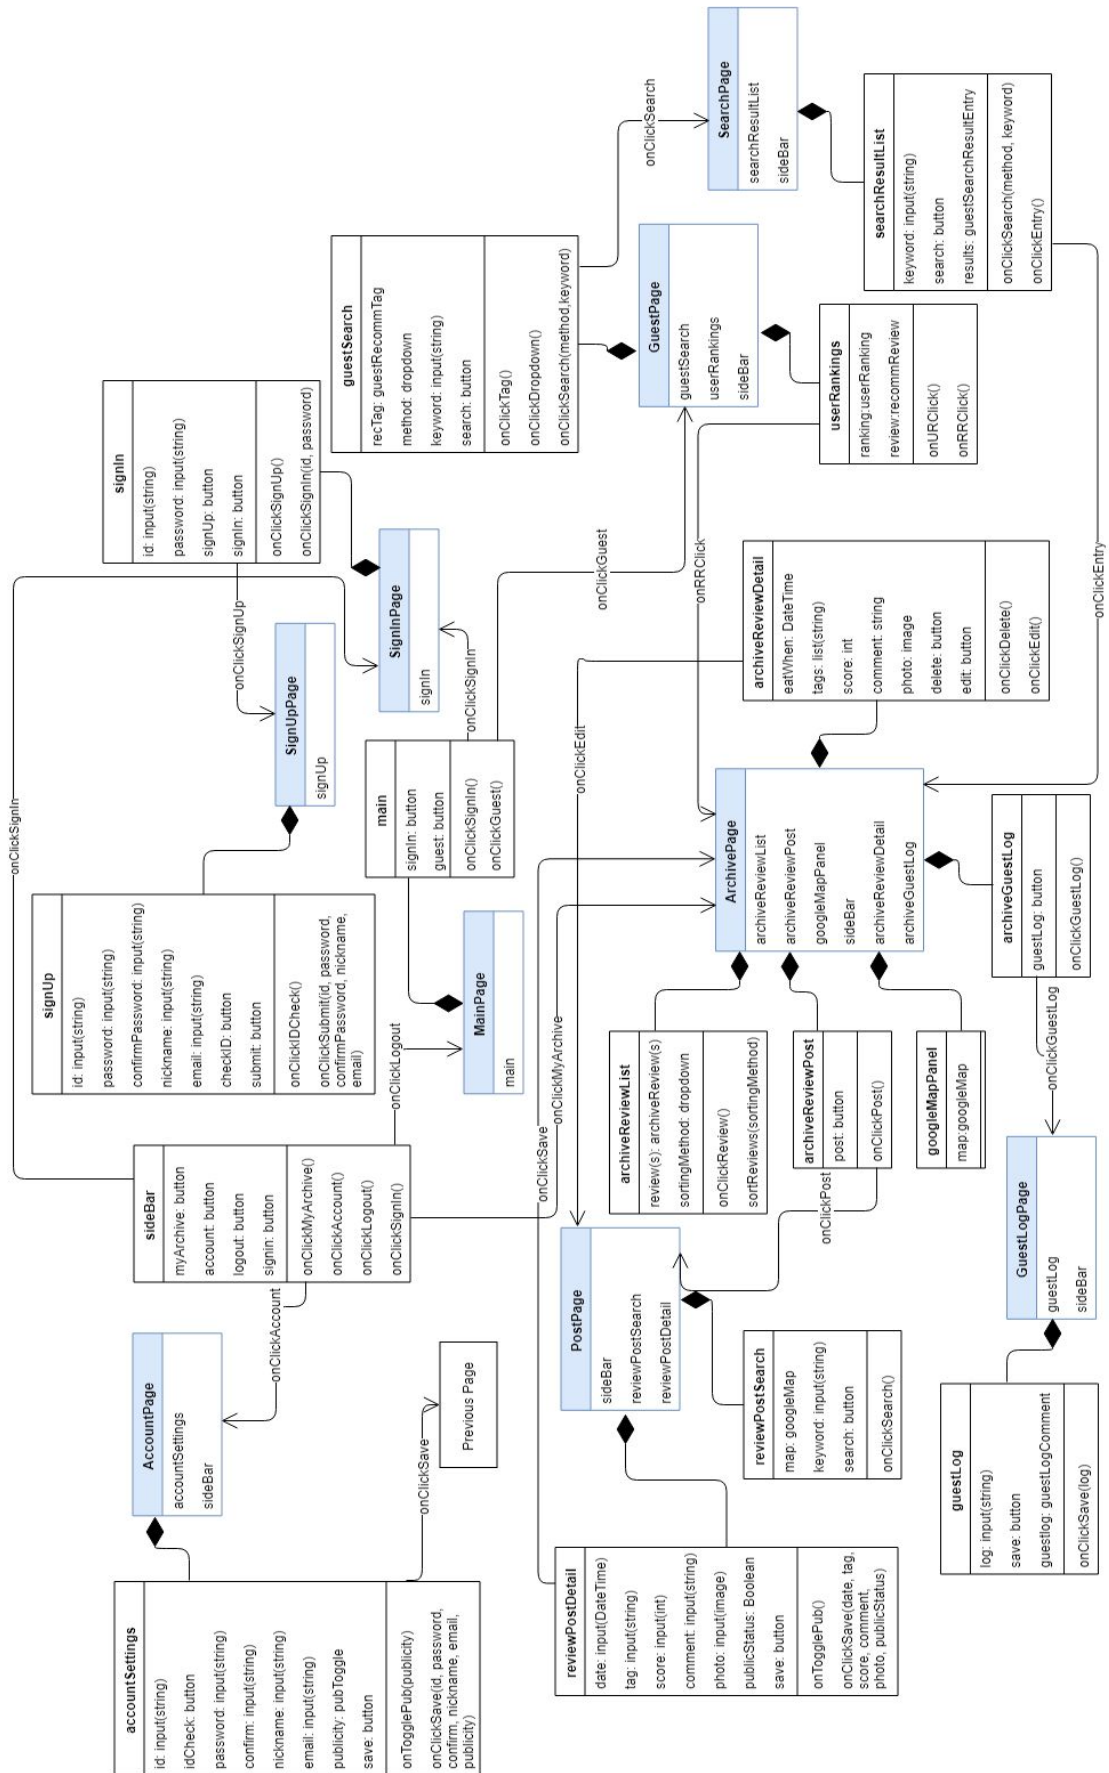 accountSettings
id: input(string)
idCheck: button
password: input(string)
confirm: input(string)
nickname: input(string)
email: input(string)
publicity: pubToggle
save: button
onTogglePub(publicity)
onClickSave(id, password,
confirm, nickname, email,
publicity)
AccountPage
accountSettings
sideBar
onClickSave
Previous Page
onClickAccount
sideBar
myArchive: button
account: button
logout: button
signin: button
onClickMyArchive()
onClickAccount()
onClickLogout()
onClickSignIn()
onClickSignIn
onClickLogout
signUp
id: input(string)
password: input(string)
confirmPassword: input(string)
nickname: input(string)
email: input(string)
checkID: button
submit: button
onClickIDCheck()
onClickSubmit(id, password,
confirmPassword, nickname,
email)
SignUpPage
signUp
onClickSignUp
signIn
id: input(string)
password: input(string)
signUp: button
signIn: button
onClickSignUp()
onClickSignIn(id, password)
SignInPage
signIn
onClickSignIn
MainPage
main
main
signIn: button
guest: button
onClickSignIn()
onClickGuest()
onClickGuest
guestSearch
recTag: guestRecommTag
method: dropdown
keyword: input(string)
search: button
onClickTag()
onClickDropdown()
onClickSearch(method,keyword)
onClickSearch
GuestPage
guestSearch
userRankings
sideBar
SearchPage
searchResultList
sideBar
searchResultList
keyword: input(string)
search: button
results: guestSearchResultEntry
onClickSearch(method, keyword)
onClickEntry()
onClickEntry
userRankings
ranking:userRanking
review:recommReview
onURClick()
onRRClick()
onRRClick
reviewPostDetail
date: input(DateTime)
tag: input(string)
score: input(int)
comment: input(string)
photo: input(image)
publicStatus: Boolean
save: button
onTogglePub()
onClickSave(date, tag,
score, comment,
photo, publicStatus)
onClickSave
onClickMyArchive
PostPage
sideBar
reviewPostSearch
reviewPostDetail
reviewPostSearch
map: googleMap
keyword: input(string)
search: button
onClickSearch()
onClickPost
onClickEdit
archiveReviewList
review(s): archiveReview(s)
sortingMethod: dropdown
onClickReview()
sortReviews(sortingMethod)
archiveReviewPost
post: button
onClickPost()
googleMapPanel
map:googleMap
ArchivePage
archiveReviewList
archiveReviewPost
googleMapPanel
sideBar
archiveReviewDetail
archiveGuestLog
archiveReviewDetail
eatWhen: DateTime
tags: list(string)
score: int
comment: string
photo: image
delete: button
edit: button
onClickDelete()
onClickEdit()
archiveGuestLog
guestLog: button
onClickGuestLog()
onClickGuestLog
GuestLogPage
guestLog
sideBar
guestLog
log: input(string)
save: button
guestlog: guestLogComment
onClickSave(log)